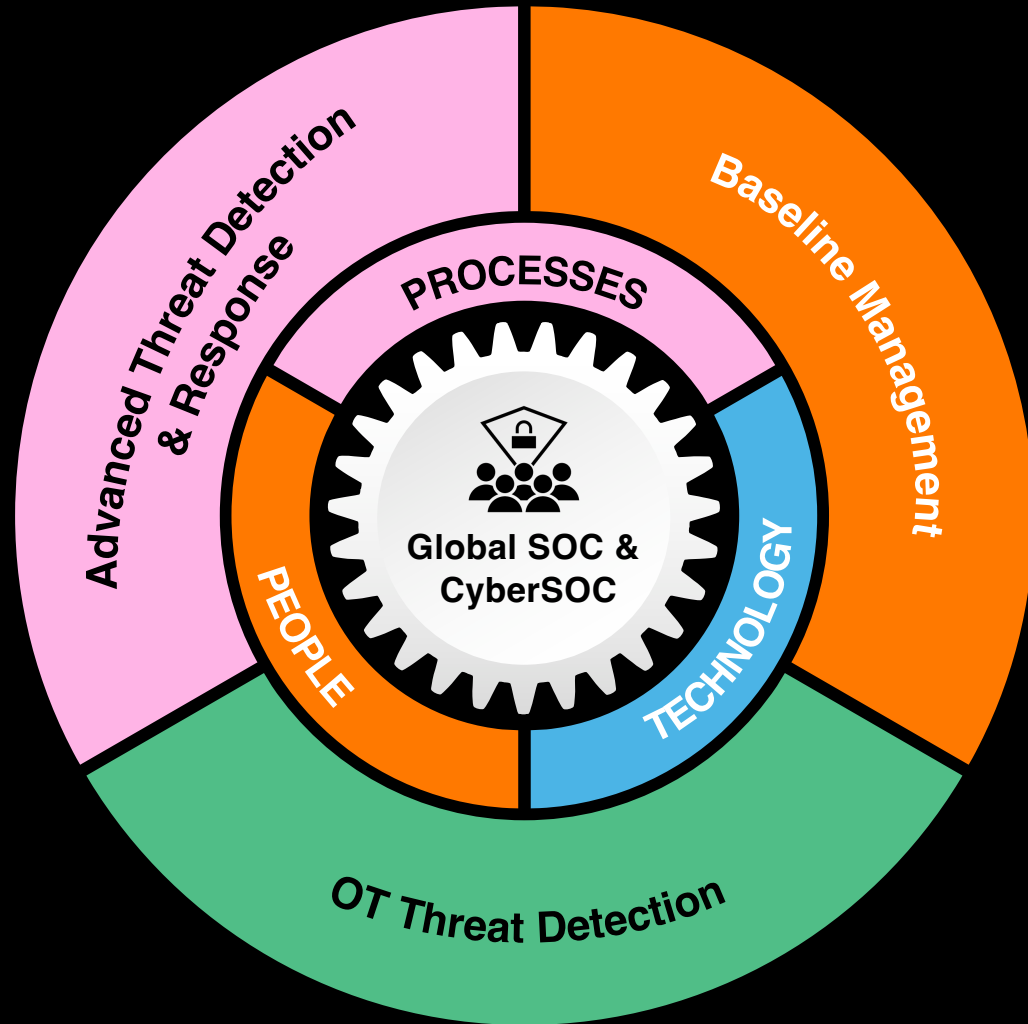 Advanced Threat Detection
& Response
Baseline Management
PROCESSES
PEOPLE
TECHNOLOGY
Global SOC &
CyberSOC
OT Threat Detection